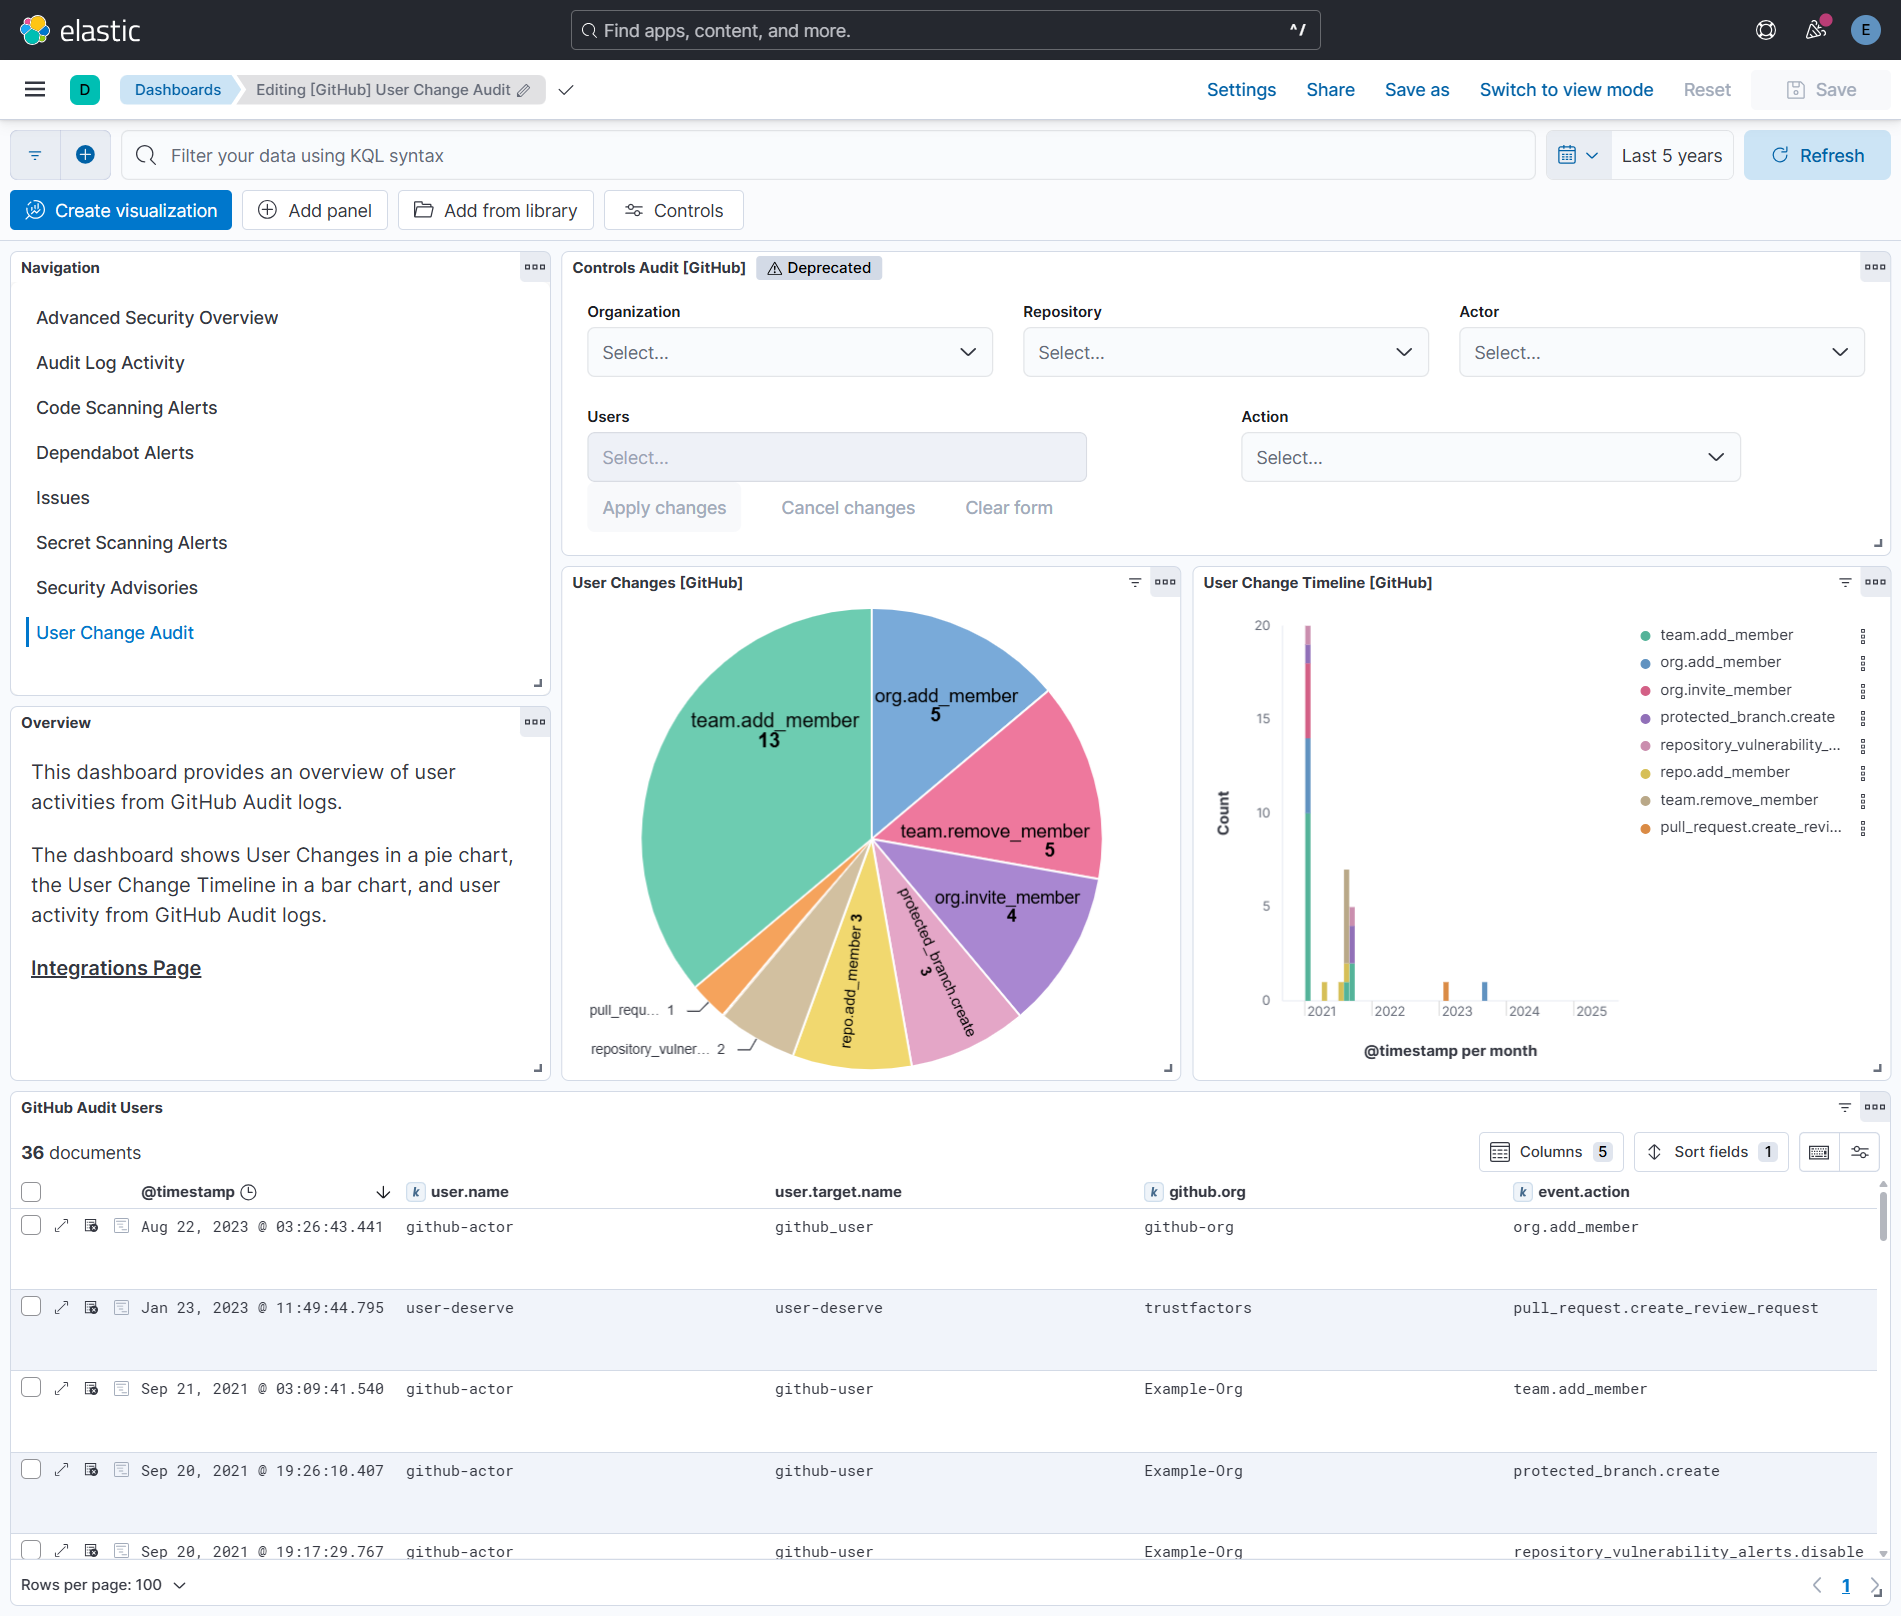 elastic
Find apps, content, and more.
^/
E
D
Dashboards
Editing [GitHub] User Change Audit
Settings
Share
Save as
Switch to view mode
Reset
Save
Filter your data using KQL syntax
Last 5 years
Refresh
Create visualization
Add panel
Add from library
Controls
Navigation
Advanced Security Overview
Audit Log Activity
Code Scanning Alerts
Dependabot Alerts
Issues
Secret Scanning Alerts
Security Advisories
User Change Audit
Controls Audit [GitHub]
Deprecated
Organization
Repository
Actor
Select...
Select...
Select...
Users
Action
Select...
Select...
Apply changes
Cancel changes
Clear form
Overview
This dashboard provides an overview of user
activities from GitHub Audit logs.
The dashboard shows User Changes in a pie chart,
the User Change Timeline in a bar chart, and user
activity from GitHub Audit logs.
Integrations Page
User Changes [GitHub]
org.add_member
5
team.add_member
13
team.remove_member
5
org.invite_member
4
protected_branch.create
3
repo.add_member 3
pull_requ... 1
repository_vulner... 2
User Change Timeline [GitHub]
20
15
10
5
0
Count
2021
2022
2023
2024
2025
@timestamp per month
team.add_member
org.add_member
org.invite_member
protected_branch.create
repository_vulnerability_...
repo.add_member
team.remove_member
pull_request.create_revi...
GitHub Audit Users
36 documents
Columns 5
Sort fields 1
@timestamp
k user.name
user.target.name
k github.org
k event.action
Aug 22, 2023 @ 03:26:43.441 github-actor github_user github-org org.add_member
Jan 23, 2023 @ 11:49:44.795 user-deserve user-deserve trustfactors pull_request.create_review_request
Sep 21, 2021 @ 03:09:41.540 github-actor github-user Example-Org team.add_member
Sep 20, 2021 @ 19:26:10.407 github-actor github-user Example-Org protected_branch.create
Sep 20, 2021 @ 19:17:29.767 github-actor github-user Example-Org repository_vulnerability_alerts.disable
Rows per page: 100
1